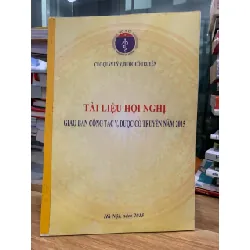 TÀI LIỆU HỘI NGHỊ
GIAO BAN CÔNG TÁC Y, DƯỢC CỔ TRUYỀN NĂM 2015
Hà Nội, năm 2015